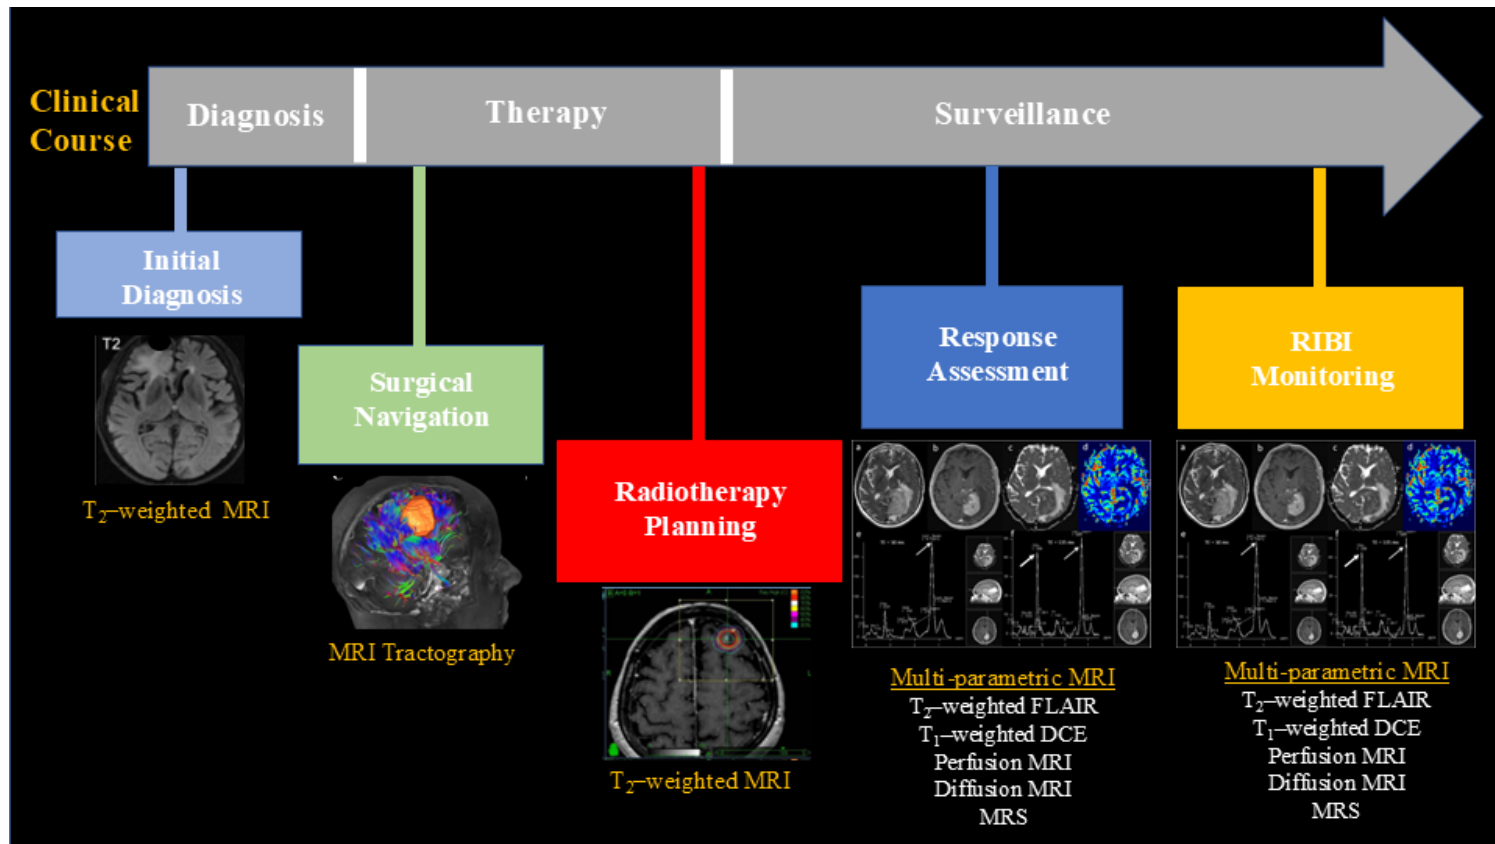 Clinical
Course
Diagnosis
Therapy
Surveillance
Initial
Diagnosis
T2
T₂–weighted MRI
Surgical
Navigation
MRI Tractography
Radiotherapy
Planning
A
R
L
T₂–weighted MRI
Response
Assessment
a
b
c
d
e
f
Multi-parametric MRI
T₂–weighted FLAIR
T₁–weighted DCE
Perfusion MRI
Diffusion MRI
MRS
RIBI
Monitoring
a
b
c
d
e
f
Multi-parametric MRI
T₂–weighted FLAIR
T₁–weighted DCE
Perfusion MRI
Diffusion MRI
MRS